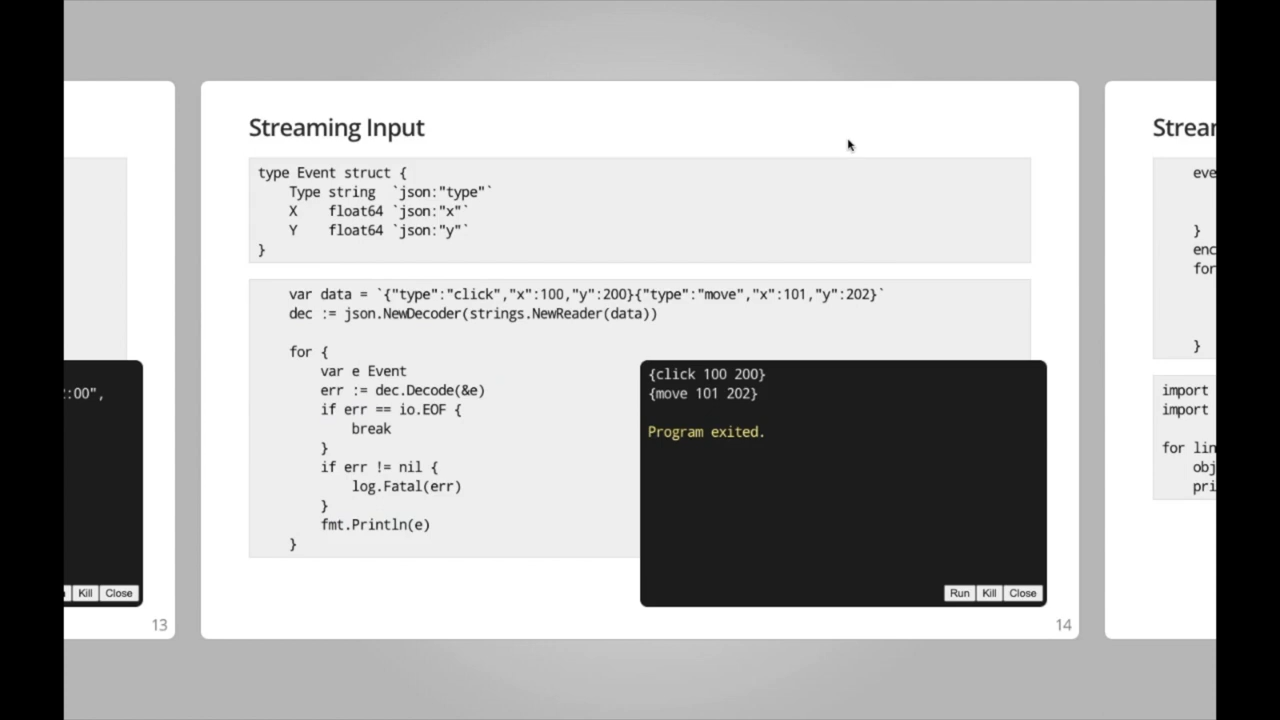 :00",
Kill Close
13
Streaming Input
type Event struct {
    Type string  `json:"type"`
    X    float64 `json:"x"`
    Y    float64 `json:"y"`
}
    var data = `{"type":"click","x":100,"y":200}{"type":"move","x":101,"y":202}`
    dec := json.NewDecoder(strings.NewReader(data))
    for {
        var e Event
        err := dec.Decode(&e)
        if err == io.EOF {
            break
        }
        if err != nil {
            log.Fatal(err)
        }
        fmt.Println(e)
    }
{click 100 200}
{move 101 202}
Program exited.
Run Kill Close
14
Strear
eve
}
enc
for
}
import
import
for lin
    obj
    pri